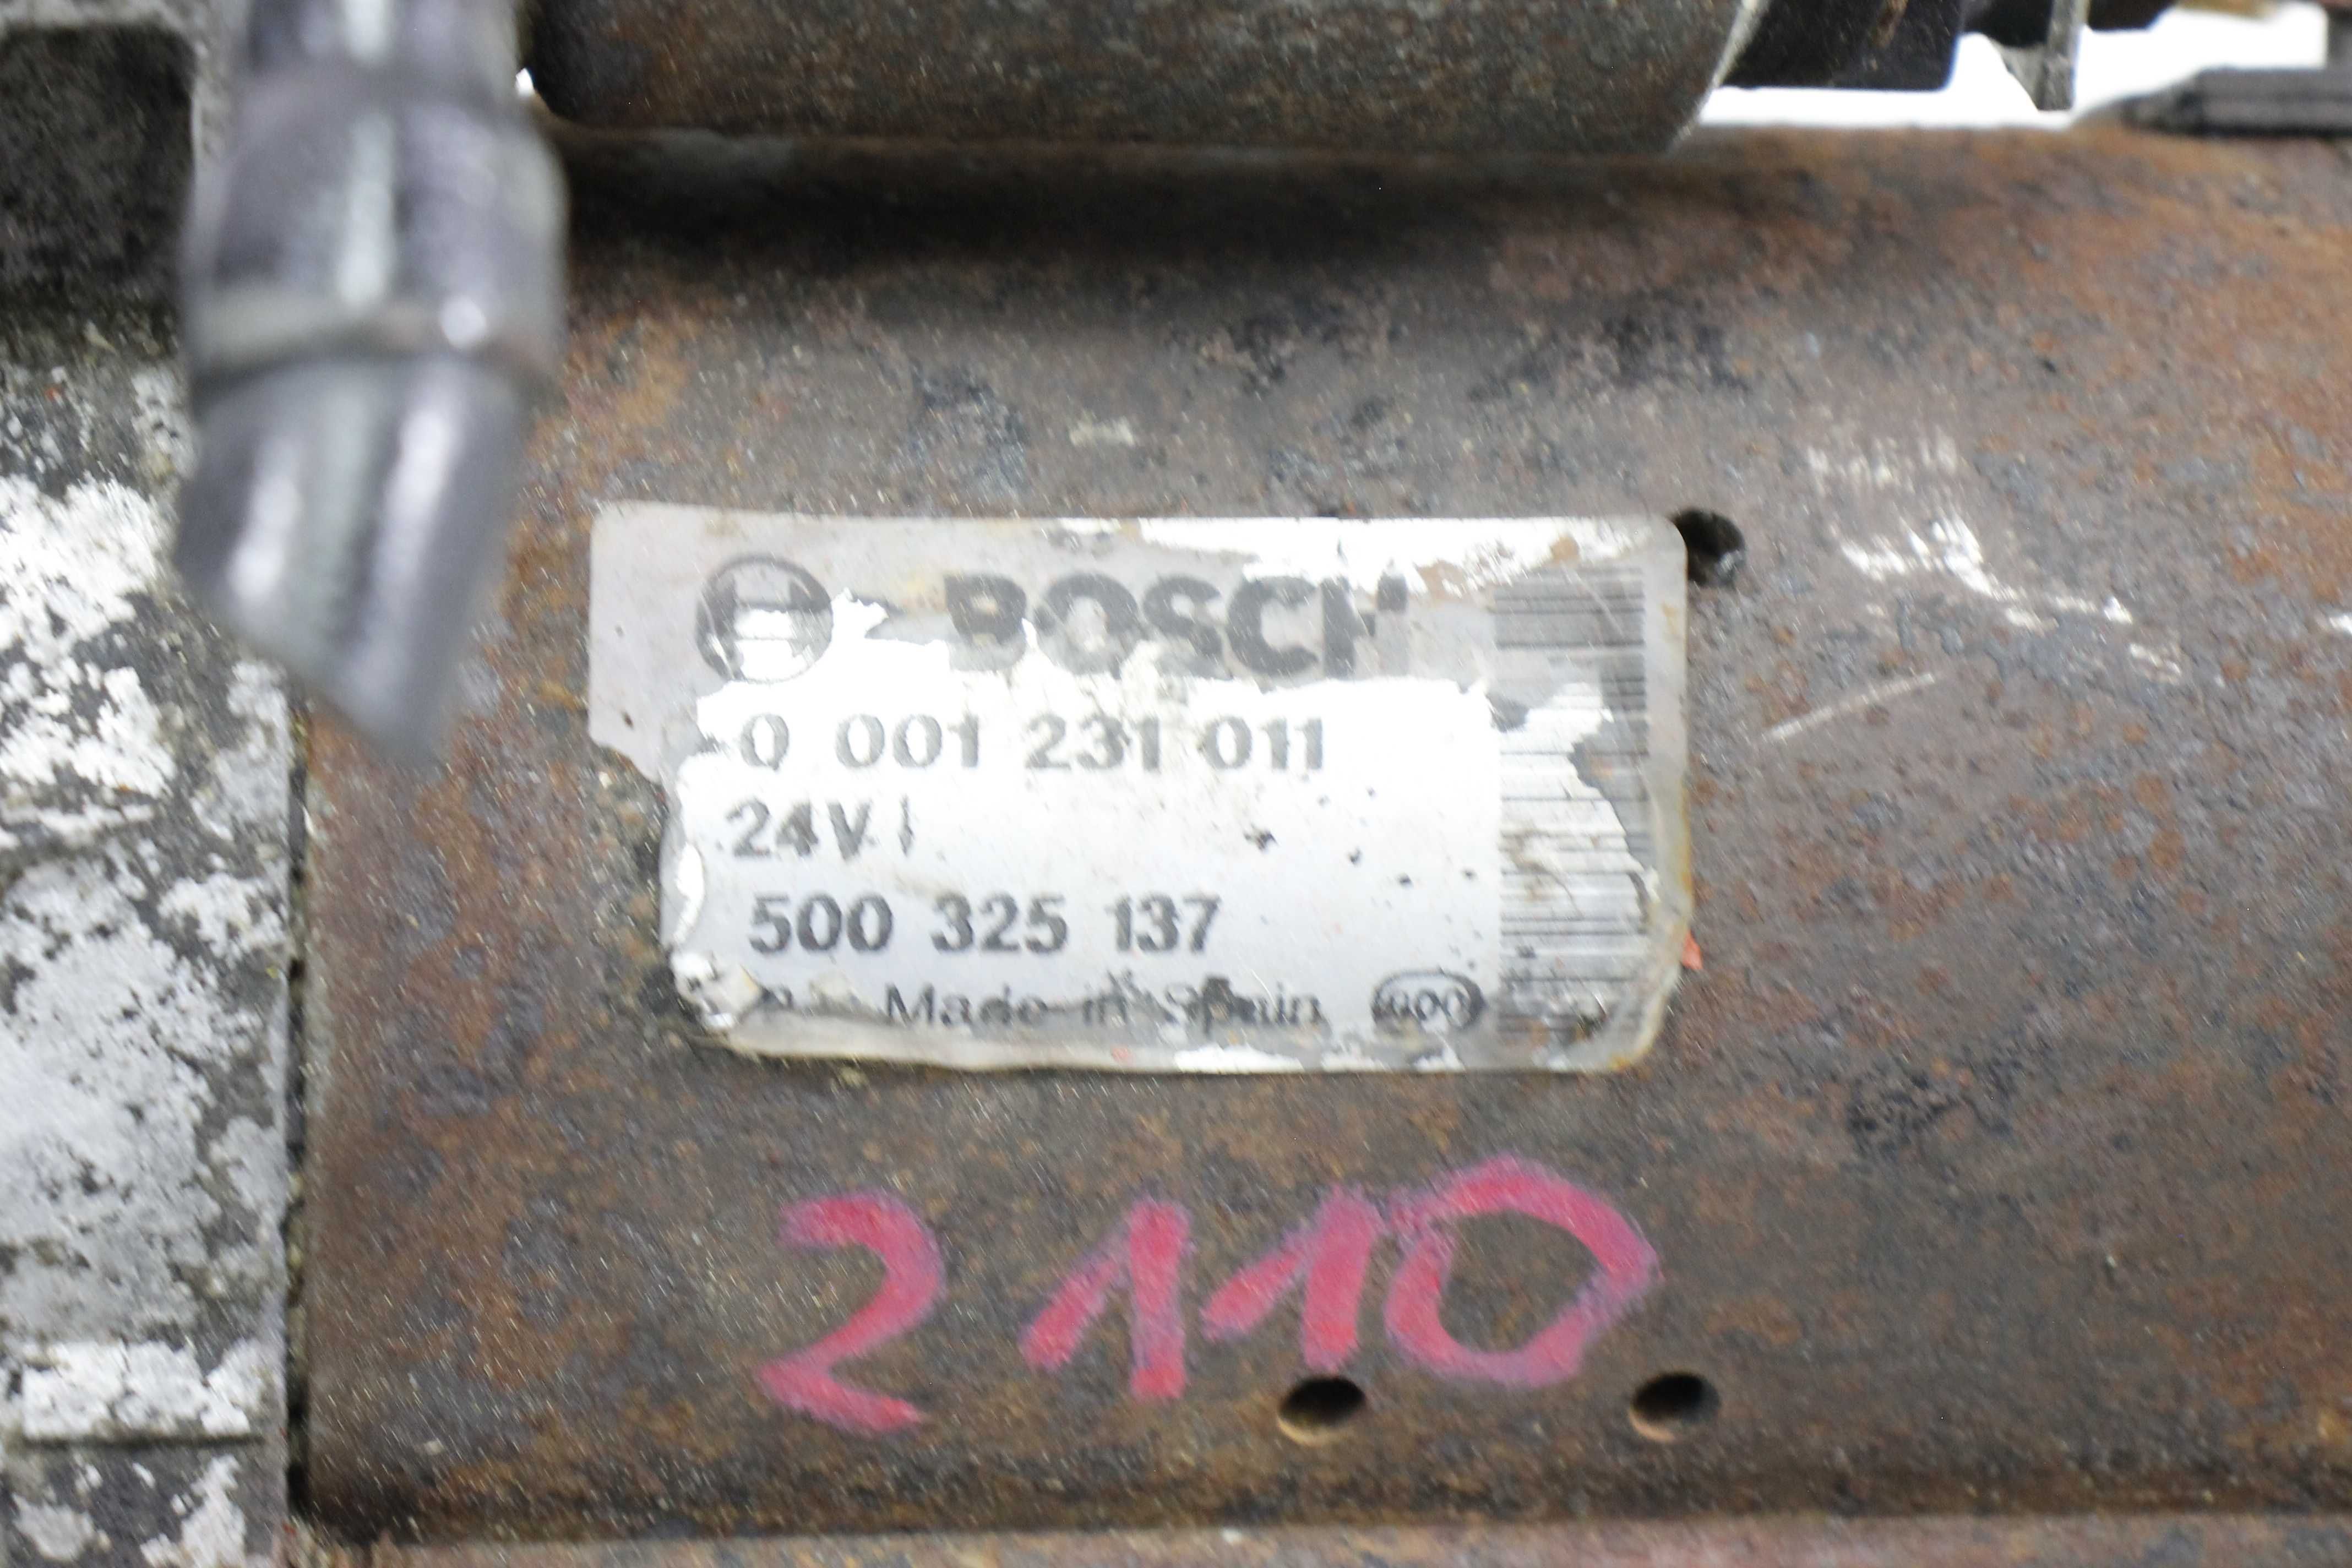 BOSCH
0 001 231 011
24V
500 325 137
Made in Spain
2110